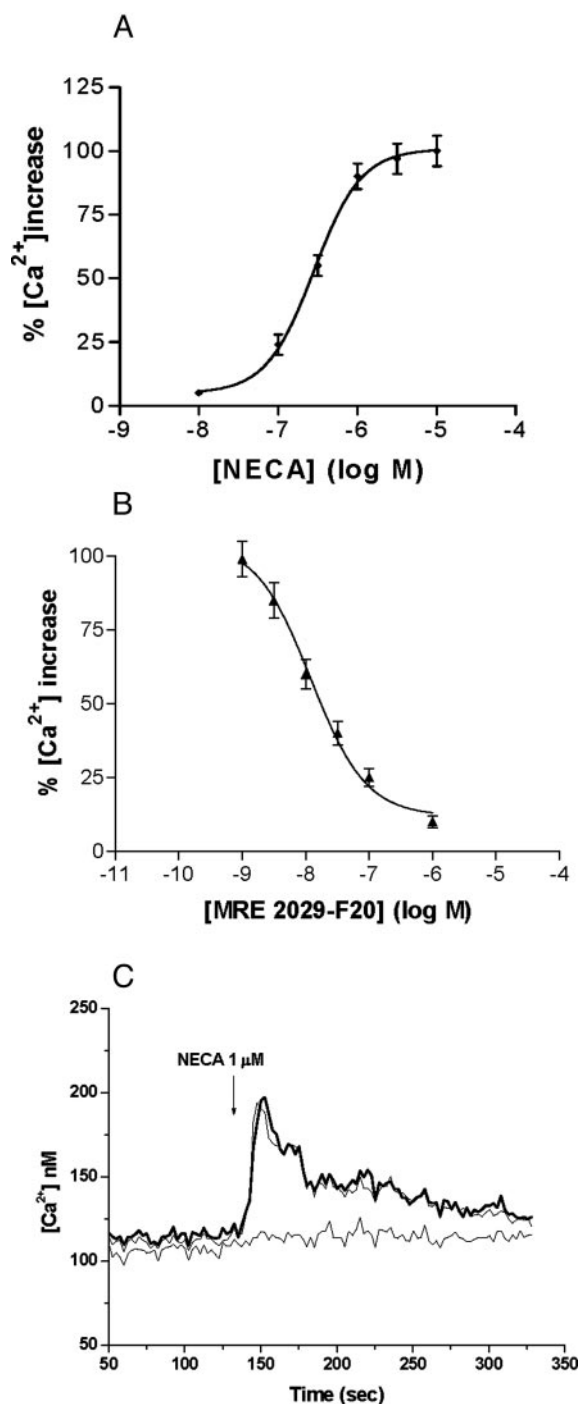 A
% [Ca2+]increase
125
100
75
50
25
0
-9 -8 -7 -6 -5 -4
[NECA] (log M)
B
% [Ca2+] increase
100
75
50
25
0
-11 -10 -9 -8 -7 -6 -5 -4
[MRE 2029-F20] (log M)
C
[Ca2+] nM
250
200
150
100
50
NECA 1 μM
50 100 150 200 250 300 350
Time (sec)